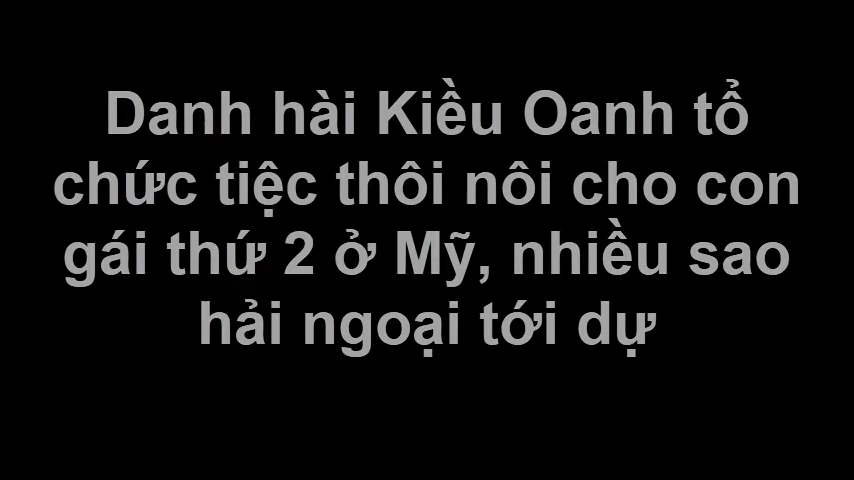 Danh hài Kiều Oanh tổ
chức tiệc thôi nôi cho con
gái thứ 2 ở Mỹ, nhiều sao
hải ngoại tới dự